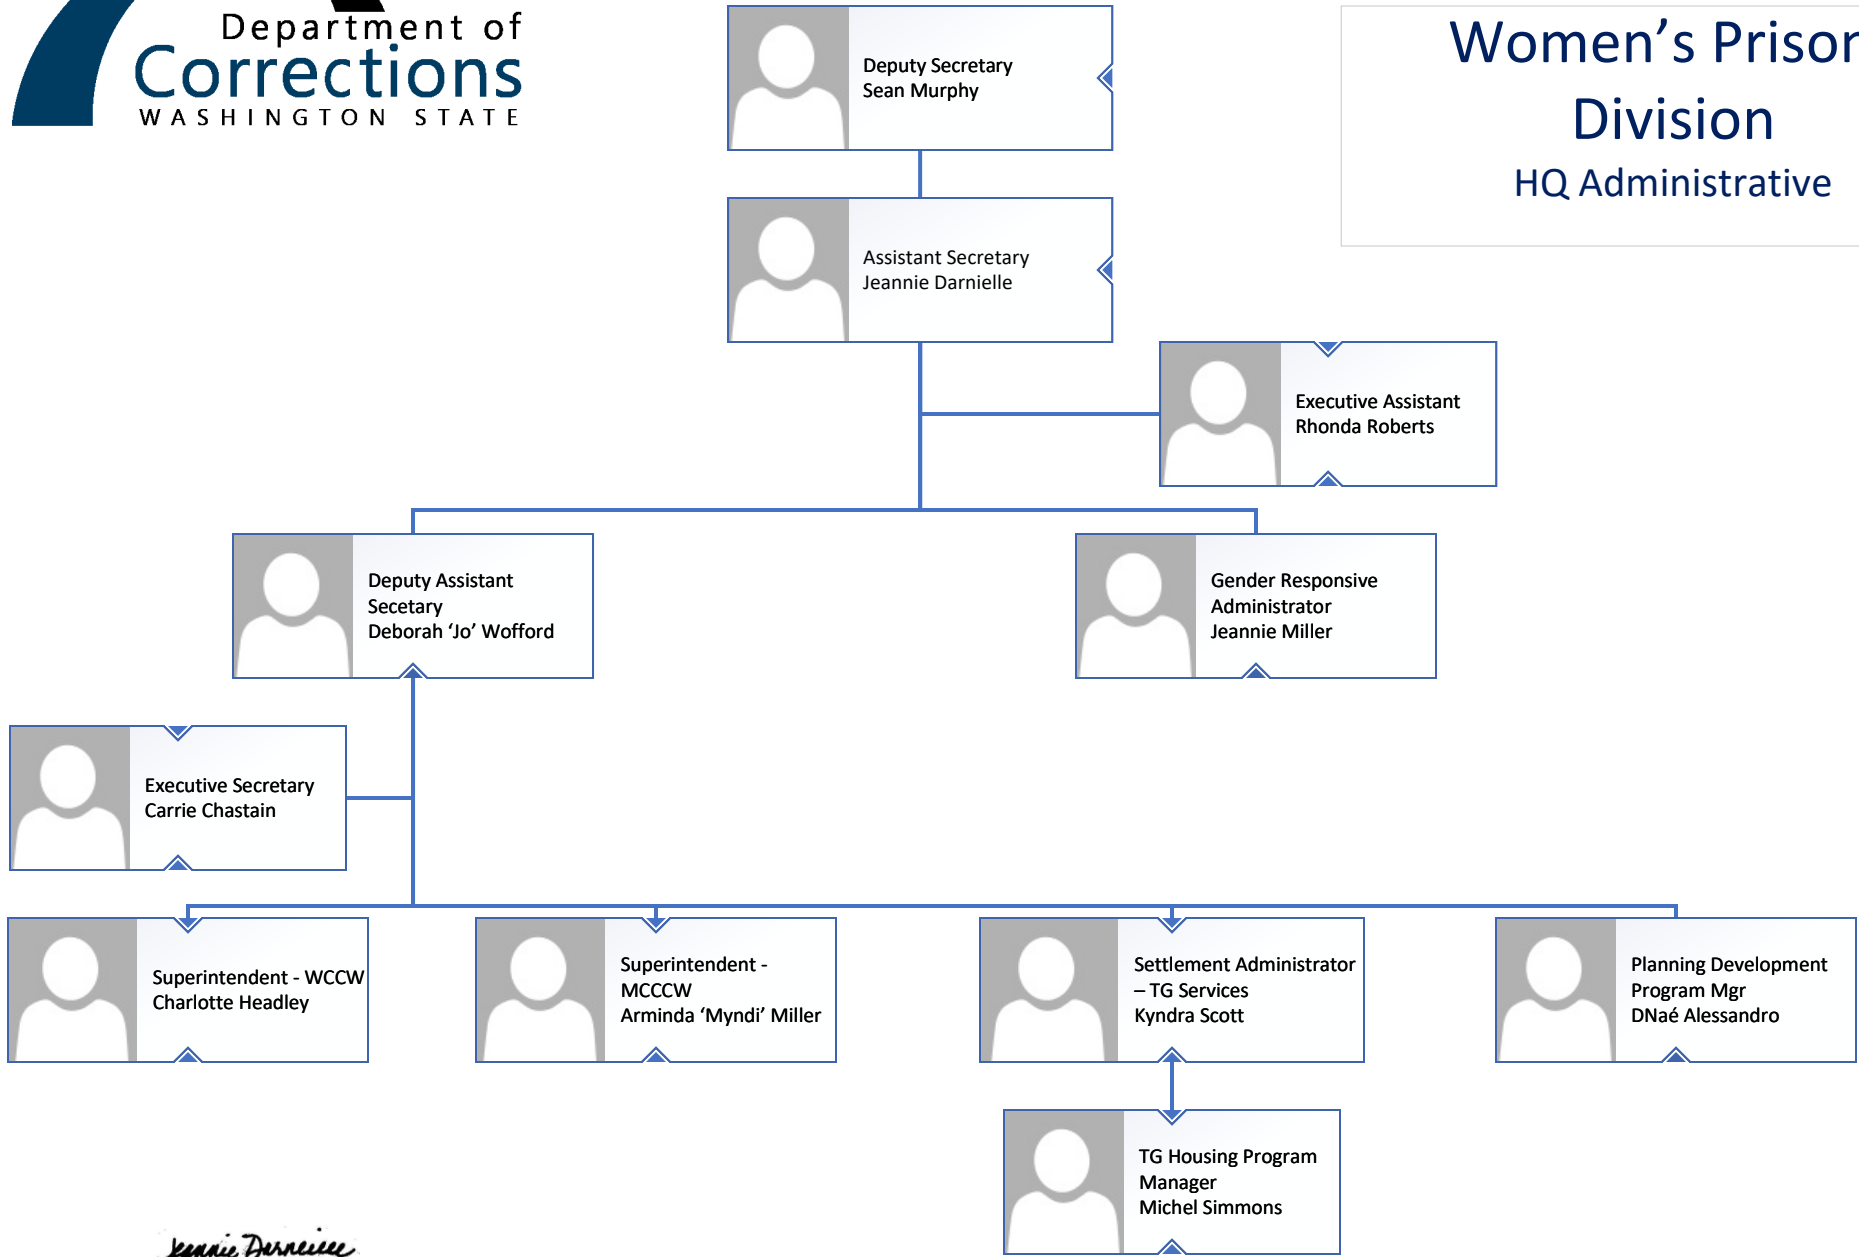 Department of
Corrections
WASHINGTON STATE
Women's Prison
Division
HQ Administrative
Deputy Secretary
Sean Murphy
Assistant Secretary
Jeannie Darnielle
Executive Assistant
Rhonda Roberts
Deputy Assistant
Secetary
Deborah ‘Jo’ Wofford
Gender Responsive
Administrator
Jeannie Miller
Executive Secretary
Carrie Chastain
Superintendent - WCCW
Charlotte Headley
Superintendent -
MCCCW
Arminda ‘Myndi’ Miller
Settlement Administrator
– TG Services
Kyndra Scott
Planning Development
Program Mgr
DNaé Alessandro
TG Housing Program
Manager
Michel Simmons
Jeannie Darneille